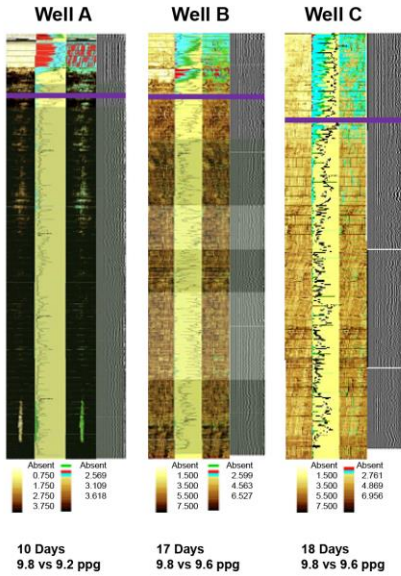 Well A
Well B
Well C
Absent
0.750
1.750
2.750
3.750
Absent
2.569
3.109
3.618
Absent
1.500
3.500
5.500
7.500
Absent
2.599
4.563
6.527
Absent
1.500
3.500
5.500
7.500
Absent
2.761
4.869
6.956
10 Days
9.8 vs 9.2 ppg
17 Days
9.8 vs 9.6 ppg
18 Days
9.8 vs 9.6 ppg